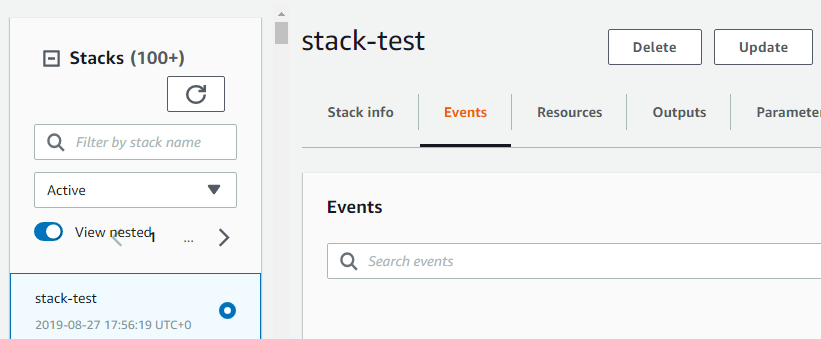 Stacks (100+)
Filter by stack name
Active
View nested
1 ...
stack-test
2019-08-27 17:56:19 UTC+0
stack-test
Delete
Update
Stack info
Events
Resources
Outputs
Parameter
Events
Search events